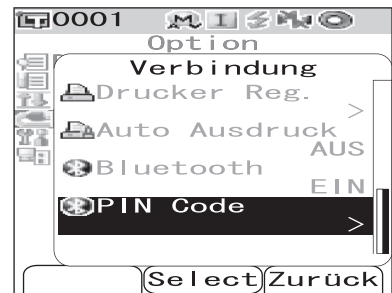 0001 M I
Option
Verbindung
Drucker Reg.
>
Auto Ausdruck
AUS
Bluetooth
EIN
PIN Code
>
Select Zurück